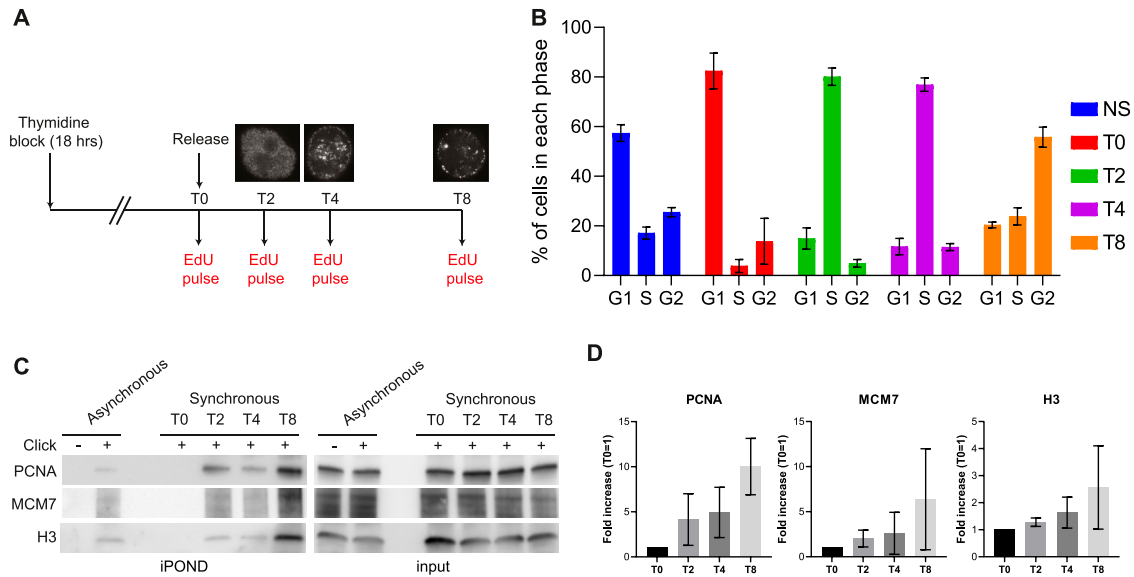 A
Thymidine
block (18 hrs)
Release
T0
T2
T4
T8
EdU
pulse
EdU
pulse
EdU
pulse
EdU
pulse
B
% of cells in each phase
100
80
60
40
20
0
G1 S G2 G1 S G2 G1 S G2 G1 S G2 G1 S G2
NS
T0
T2
T4
T8
C
Asynchronous
Synchronous
T0 T2 T4 T8
Asynchronous
Synchronous
T0 T2 T4 T8
Click - + + + + + - + + + + +
PCNA
MCM7
H3
iPOND
input
D
PCNA
Fold increase (T0=1)
15
10
5
0
T0 T2 T4 T8
MCM7
Fold increase (T0=1)
15
10
5
0
T0 T2 T4 T8
H3
Fold increase (T0=1)
5
4
3
2
1
0
T0 T2 T4 T8